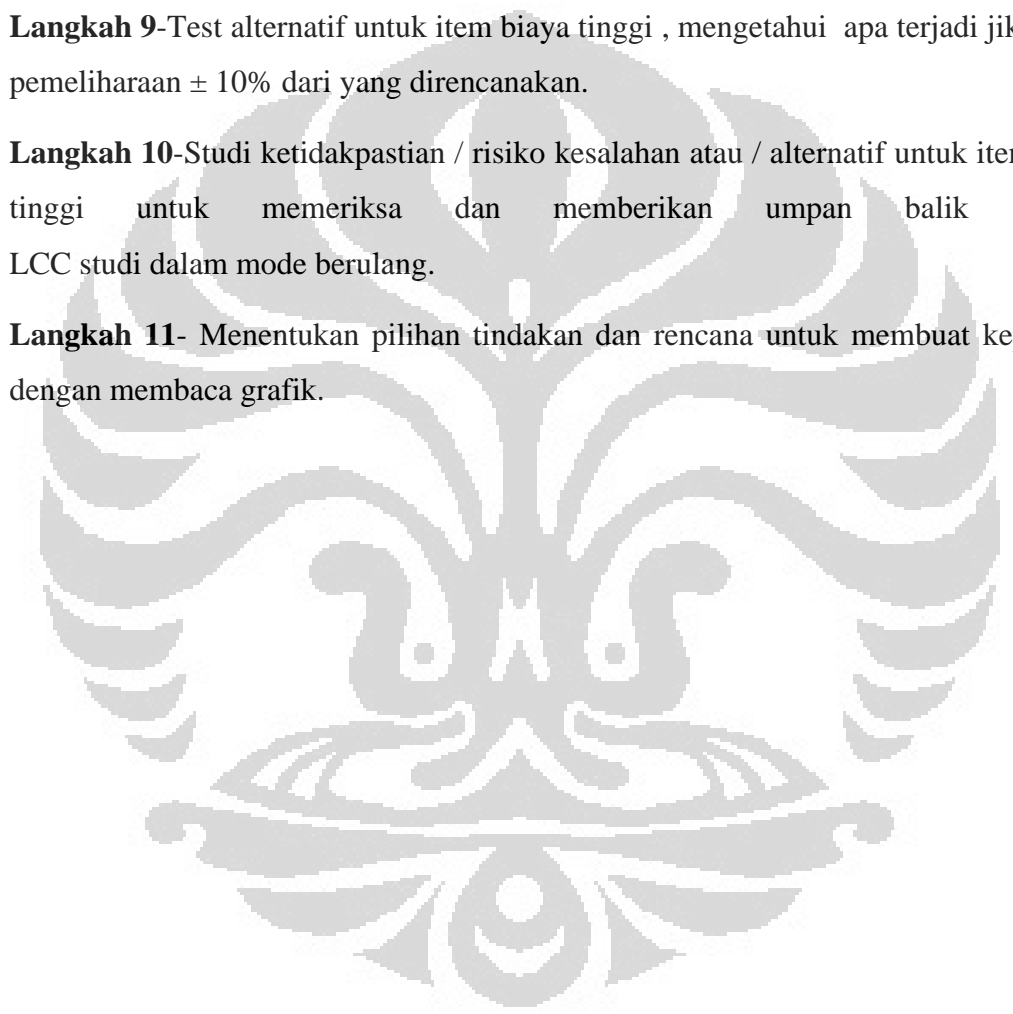 Langkah 9-Test alternatif untuk item biaya tinggi , mengetahui apa terjadi jik
pemeliharaan ± 10% dari yang direncanakan.
Langkah 10-Studi ketidakpastian / risiko kesalahan atau / alternatif untuk iter
tinggi untuk memeriksa dan memberikan umpan balik
LCC studi dalam mode berulang.
Langkah 11- Menentukan pilihan tindakan dan rencana untuk membuat ke
dengan membaca grafik.